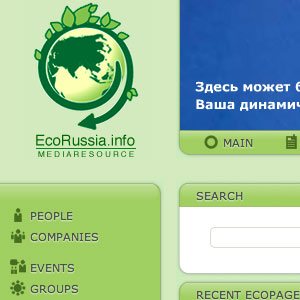 Здесь может
Ваша динамич
EcoRussia.info
MEDIARESOURCE
MAIN
PEOPLE
COMPANIES
EVENTS
GROUPS
SEARCH
RECENT ECOPAGE